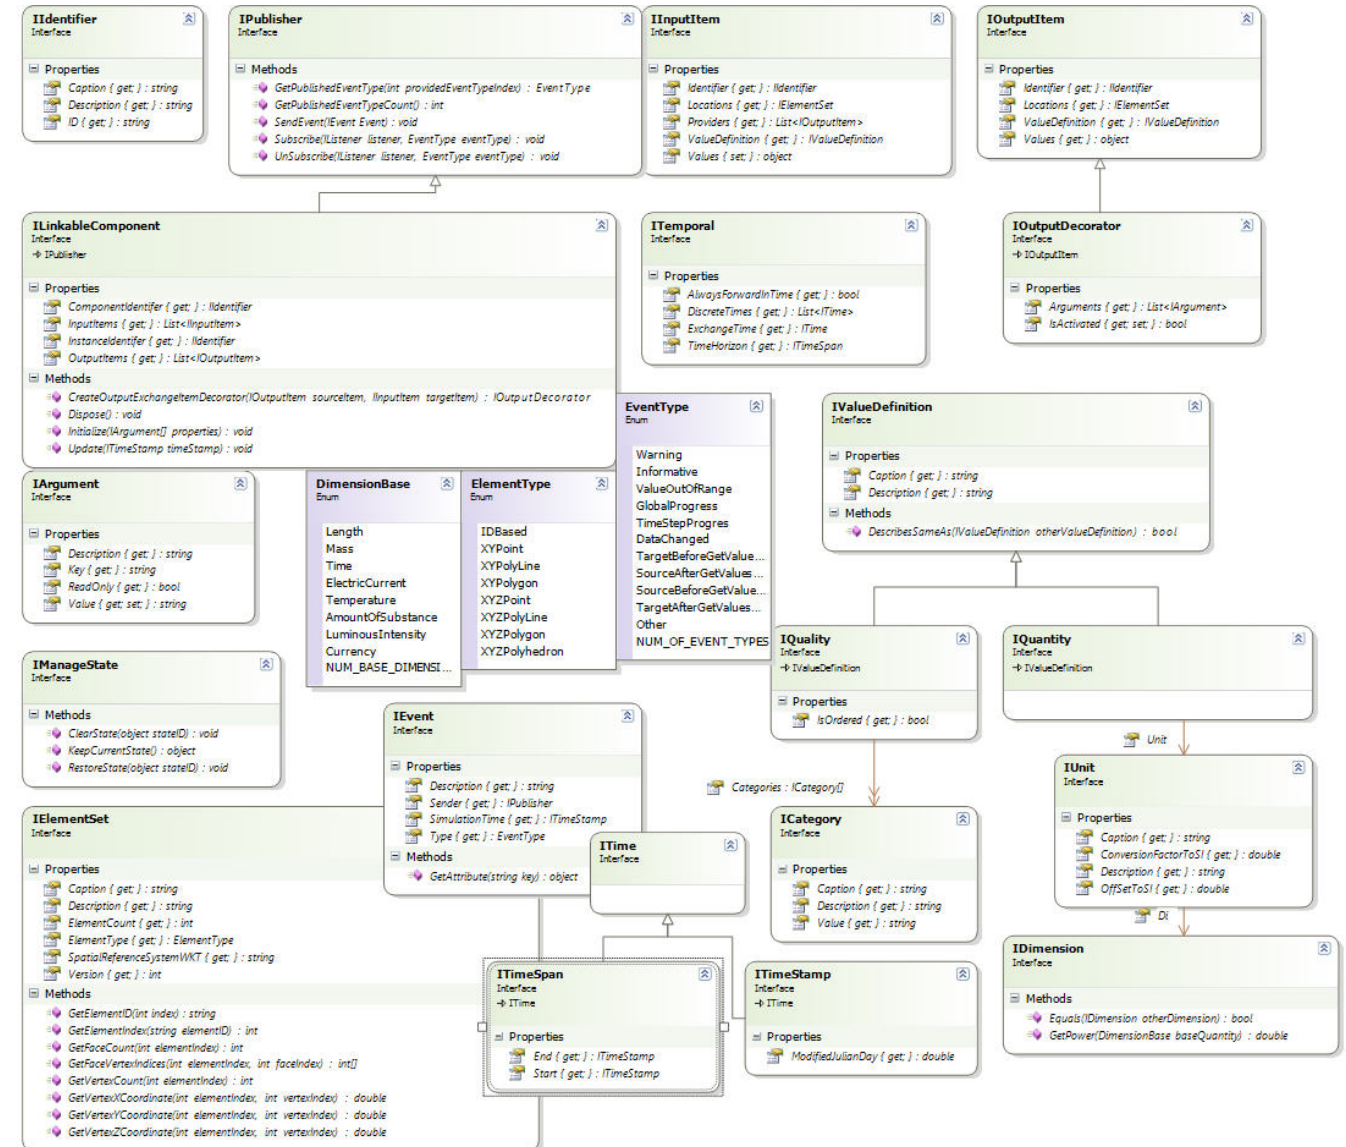 IIdentifier
Interface
Properties
Caption { get; } : string
Description { get; } : string
ID { get; } : string
IPublisher
Interface
Methods
GetPublishedEventType(int providedEventTypeIndex) : EventType
GetPublishedEventTypeCount() : int
SendEvent(IEvent Event) : void
Subscribe(IListener listener, EventType eventType) : void
UnSubscribe(IListener listener, EventType eventType) : void
IInputItem
Interface
Properties
Identifier { get; } : IIdentifier
Locations { get; } : IElementSet
Providers { get; } : List<IOutputItem>
ValueDefinition { get; } : IValueDefinition
Values { set; } : object
IOutputItem
Interface
Properties
Identifier { get; } : IIdentifier
Locations { get; } : IElementSet
ValueDefinition { get; } : IValueDefinition
Values { get; } : object
ILinkableComponent
Interface
IPublisher
Properties
ComponentIdentifer { get; } : IIdentifier
InputItems { get; } : List<IInputItem>
InstanceIdentifer { get; } : IIdentifier
OutputItems { get; } : List<IOutputItem>
Methods
CreateOutputExchangeItemDecorator(IOutputItem sourceItem, IInputItem targetItem) : IOutputDecorator
Dispose() : void
Initialize(IArgument[] properties) : void
Update(ITimeStamp timeStamp) : void
ITemporal
Interface
Properties
AlwaysForwardInTime { get; } : bool
DiscreteTimes { get; } : List<ITime>
ExchangeTime { get; } : ITime
TimeHorizon { get; } : ITimeSpan
IOutputDecorator
Interface
IOutputItem
Properties
Arguments { get; } : List<IArgument>
IsActivated { get; set; } : bool
IArgument
Interface
Properties
Description { get; } : string
Key { get; } : string
ReadOnly { get; } : bool
Value { get; set; } : string
DimensionBase
Enum
Length
Mass
Time
ElectricCurrent
Temperature
AmountOfSubstance
LuminousIntensity
Currency
NUM_BASE_DIMENSI...
ElementType
Enum
IDBased
XYPoint
XYPolyLine
XYPolygon
XYZPoint
XYZPolyLine
XYZPolygon
XYZPolyhedron
EventType
Enum
Warning
Informative
ValueOutOfRange
GlobalProgress
TimeStepProgres
DataChanged
TargetBeforeGetValue...
SourceAfterGetValues...
SourceBeforeGetValue...
TargetAfterGetValues...
Other
NUM_OF_EVENT_TYPES
IValueDefinition
Interface
Properties
Caption { get; } : string
Description { get; } : string
Methods
DescribesSameAs(IValueDefinition otherValueDefinition) : bool
IQuality
Interface
IValueDefinition
Properties
IsOrdered { get; } : bool
IQuantity
Interface
IValueDefinition
IManageState
Interface
Methods
ClearState(object stateID) : void
KeepCurrentState() : object
RestoreState(object stateID) : void
IEvent
Interface
Properties
Description { get; } : string
Sender { get; } : IPublisher
SimulationTime { get; } : ITimeStamp
Type { get; } : EventType
Methods
GetAttribute(string key) : object
Categories : ICategory[]
Unit
IUnit
Interface
Properties
Caption { get; } : string
ConversionFactorToSI { get; } : double
Description { get; } : string
OffSetToSI { get; } : double
Di
IElementSet
Interface
Properties
Caption { get; } : string
Description { get; } : string
ElementCount { get; } : int
ElementType { get; } : ElementType
SpatialReferenceSystemWKT { get; } : string
Version { get; } : int
Methods
GetElementID(int index) : string
GetElementIndex(string elementID) : int
GetFaceCount(int elementIndex) : int
GetFaceVertexIndices(int elementIndex, int faceIndex) : int[]
GetVertexCount(int elementIndex) : int
GetVertexXCoordinate(int elementIndex, int vertexIndex) : double
GetVertexYCoordinate(int elementIndex, int vertexIndex) : double
GetVertexZCoordinate(int elementIndex, int vertexIndex) : double
ITime
Interface
ICategory
Interface
Properties
Caption { get; } : string
Description { get; } : string
Value { get; } : string
ITimeSpan
Interface
ITime
Properties
End { get; } : ITimeStamp
Start { get; } : ITimeStamp
ITimeStamp
Interface
ITime
Properties
ModifiedJulianDay { get; } : double
IDimension
Interface
Methods
Equals(IDimension otherDimension) : bool
GetPower(DimensionBase baseQuantity) : double